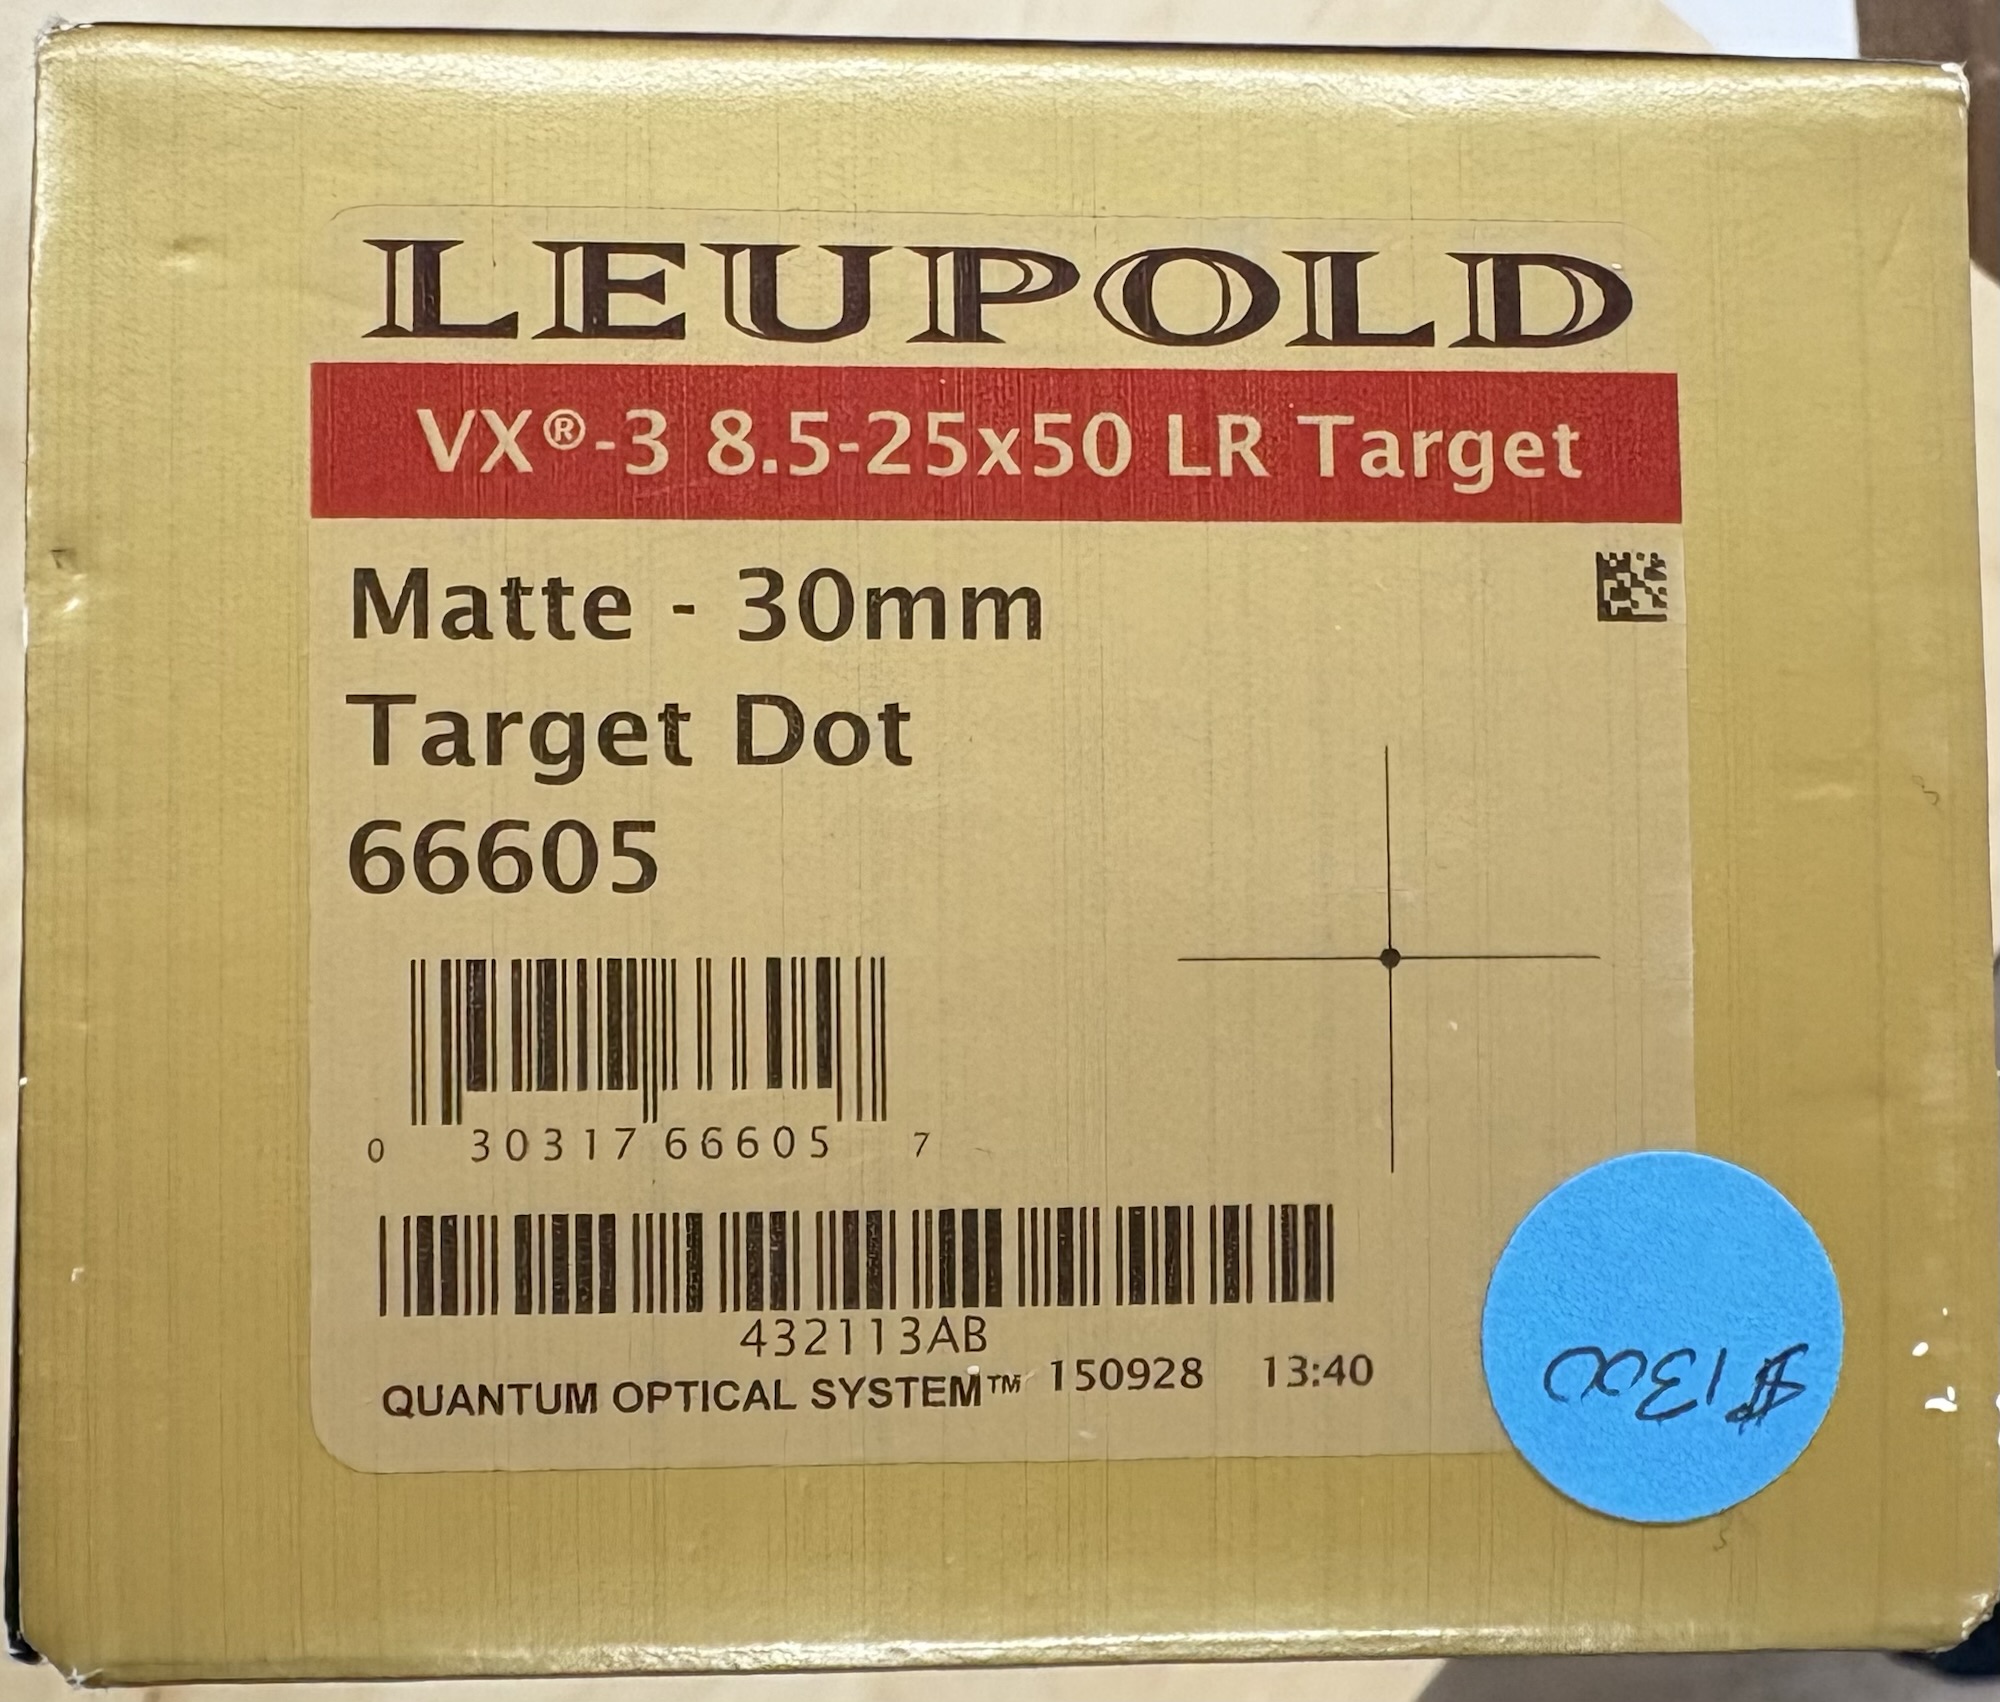 LEUPOLD
VX®-3 8.5-25x50 LR Target
Matte - 30mm
Target Dot
66605
0 30317 66605 7
432113AB
QUANTUM OPTICAL SYSTEM™ 150928 13:40
$1300